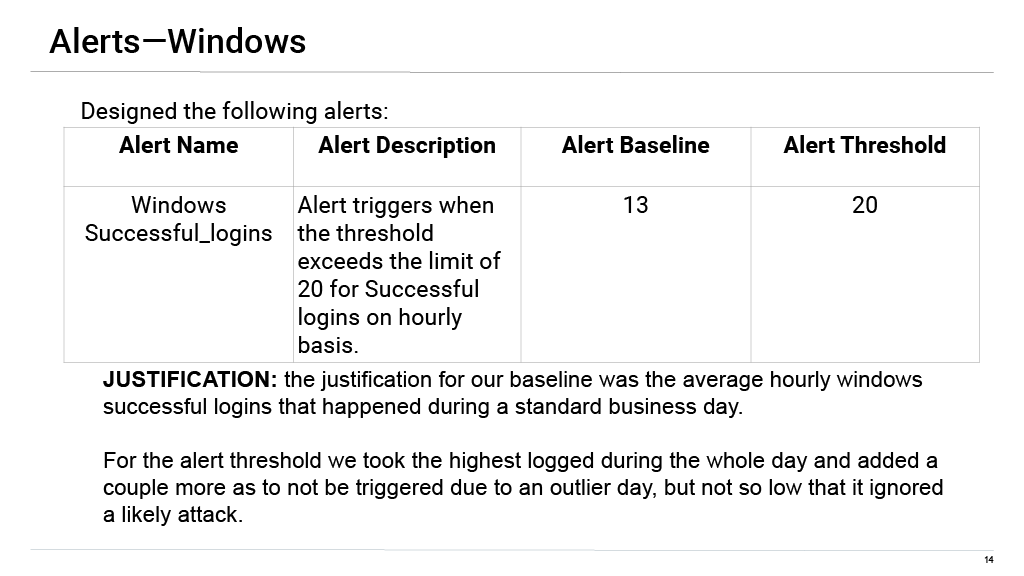 Alerts—Windows
Designed the following alerts:
Alert Name
Alert Description
Alert Baseline
Alert Threshold
Windows
Successful_logins
Alert triggers when
the threshold
exceeds the limit of
20 for Successful
logins on hourly
basis.
13
20
JUSTIFICATION: the justification for our baseline was the average hourly windows
successful logins that happened during a standard business day.
For the alert threshold we took the highest logged during the whole day and added a
couple more as to not be triggered due to an outlier day, but not so low that it ignored
a likely attack.
14